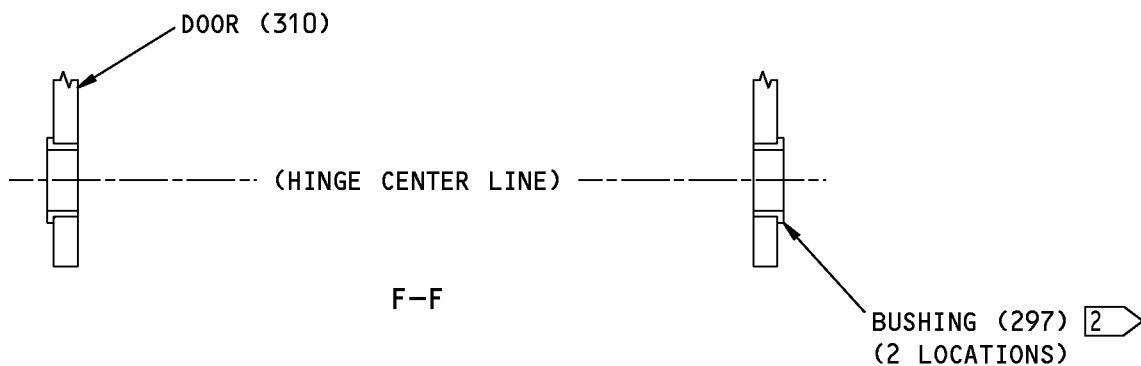 DOOR (310)
(HINGE CENTER LINE)
F-F
BUSHING (297) 2
(2 LOCATIONS)